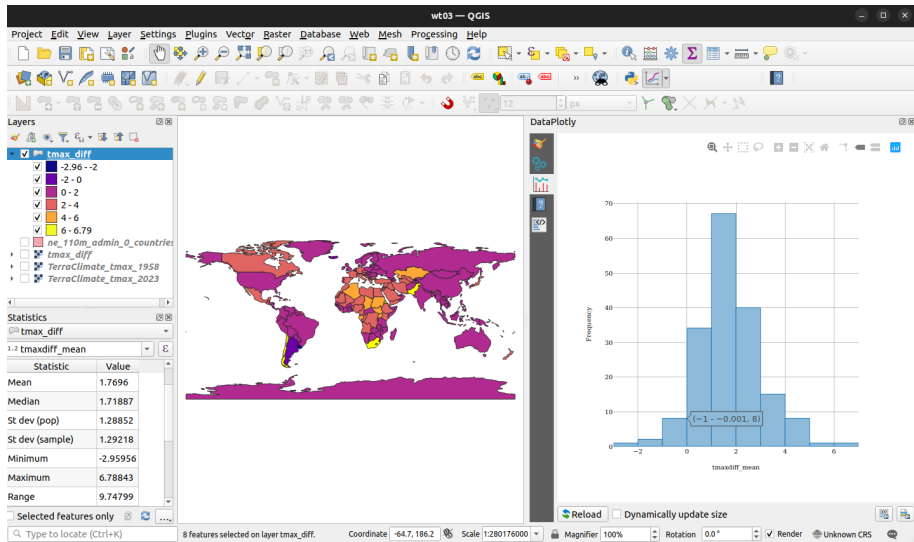 wt03 — QGIS
Project Edit View Layer Settings Plugins Vector Raster Database Web Mesh Processing Help
12 px
Layers
tmax_diff
-2.96 - -2
-2 - 0
0 - 2
2 - 4
4 - 6
6 - 6.79
ne_110m_admin_0_countries
tmax_diff
TerraClimate_tmax_1958
TerraClimate_tmax_2023
Statistics
tmax_diff
1.2 tmaxdiff_mean
ε
Statistic Value
Mean 1.7696
Median 1.71887
St dev (pop) 1.28852
St dev (sample) 1.29218
Minimum -2.95956
Maximum 6.78843
Range 9.74799
Selected features only
...
DataPlotly
70
60
50
40
30
20
10
0
Frequency
(−1 - −0.001, 8)
−2 0 2 4 6
tmaxdiff_mean
Reload Dynamically update size
Type to locate (Ctrl+K)
8 features selected on layer tmax_diff.
Coordinate -64.7, 186.2
Scale 1:280176000
Magnifier 100%
Rotation 0.0 °
Render
Unknown CRS